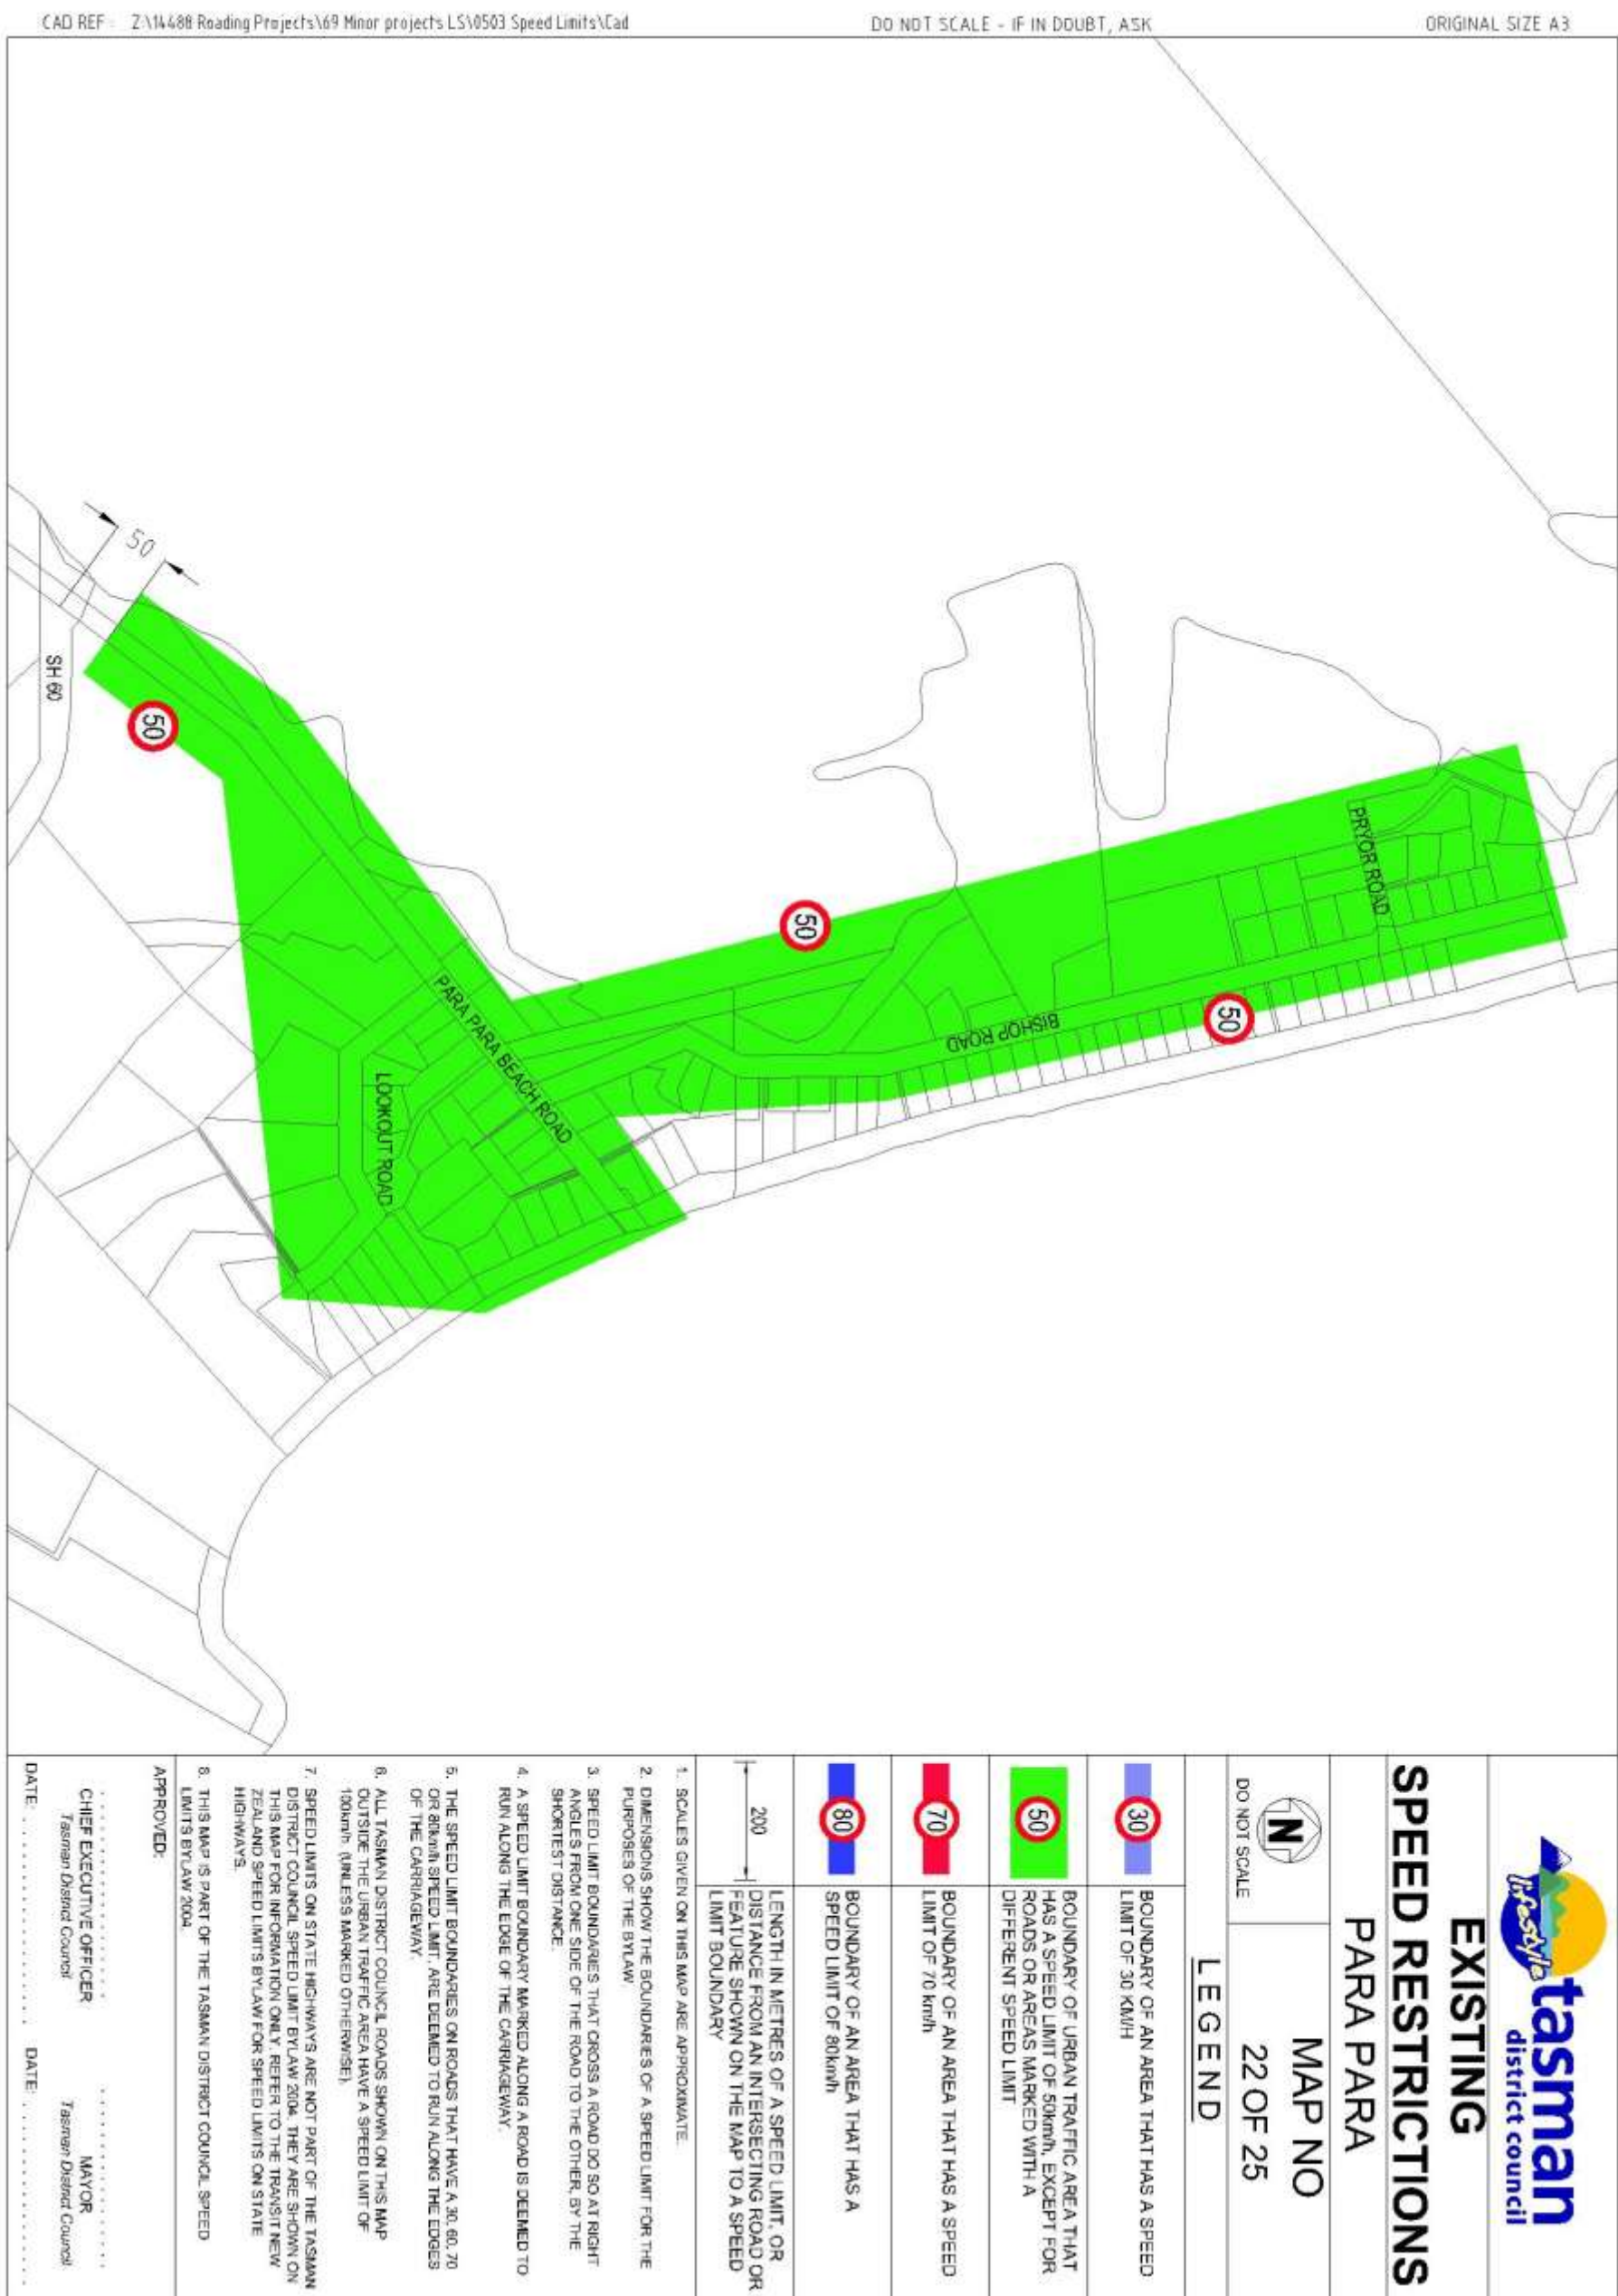 CAD REF : Z:\14488 Roading Projects\69 Minor projects LS\0503 Speed Limits\Cad
DO NOT SCALE - IF IN DOUBT, ASK
ORIGINAL SIZE A3
50
SH 60
50
PARA PARA BEACH ROAD
LOOKOUT ROAD
50
BISHOP ROAD
50
PRYOR ROAD
lifestyle
tasman
district council
EXISTING
SPEED RESTRICTIONS
PARA PARA
N
DO NOT SCALE
MAP NO
22 OF 25
LEGEND
30
BOUNDARY OF AN AREA THAT HAS A SPEED
LIMIT OF 30 KM/H
50
BOUNDARY OF URBAN TRAFFIC AREA THAT
HAS A SPEED LIMIT OF 50km/h, EXCEPT FOR
ROADS OR AREAS MARKED WITH A
DIFFERENT SPEED LIMIT
70
BOUNDARY OF AN AREA THAT HAS A SPEED
LIMIT OF 70 km/h
80
BOUNDARY OF AN AREA THAT HAS A
SPEED LIMIT OF 80km/h
200
LENGTH IN METRES OF A SPEED LIMIT, OR
DISTANCE FROM AN INTERSECTING ROAD OR
FEATURE SHOWN ON THE MAP TO A SPEED
LIMIT BOUNDARY
1. SCALES GIVEN ON THIS MAP ARE APPROXIMATE.
2. DIMENSIONS SHOW THE BOUNDARIES OF A SPEED LIMIT FOR THE
PURPOSES OF THE BYLAW.
3. SPEED LIMIT BOUNDARIES THAT CROSS A ROAD DO SO AT RIGHT
ANGLES FROM ONE SIDE OF THE ROAD TO THE OTHER, BY THE
SHORTEST DISTANCE.
4. A SPEED LIMIT BOUNDARY MARKED ALONG A ROAD IS DEEMED TO
RUN ALONG THE EDGE OF THE CARRIAGEWAY.
5. THE SPEED LIMIT BOUNDARIES ON ROADS THAT HAVE A 30, 60, 70
OR 80km/h SPEED LIMIT, ARE DEEMED TO RUN ALONG THE EDGES
OF THE CARRIAGEWAY.
6. ALL TASMAN DISTRICT COUNCIL ROADS SHOWN ON THIS MAP
OUTSIDE THE URBAN TRAFFIC AREA HAVE A SPEED LIMIT OF
100km/h (UNLESS MARKED OTHERWISE).
7. SPEED LIMITS ON STATE HIGHWAYS ARE NOT PART OF THE TASMAN
DISTRICT COUNCIL SPEED LIMIT BYLAW 2004. THEY ARE SHOWN ON
THIS MAP FOR INFORMATION ONLY. REFER TO THE TRANSIT NEW
ZEALAND SPEED LIMITS BYLAW FOR SPEED LIMITS ON STATE
HIGHWAYS.
8. THIS MAP IS PART OF THE TASMAN DISTRICT COUNCIL SPEED
LIMITS BYLAW 2004.
APPROVED:
CHIEF EXECUTIVE OFFICER
Tasman District Council
MAYOR
Tasman District Council
DATE:
DATE: